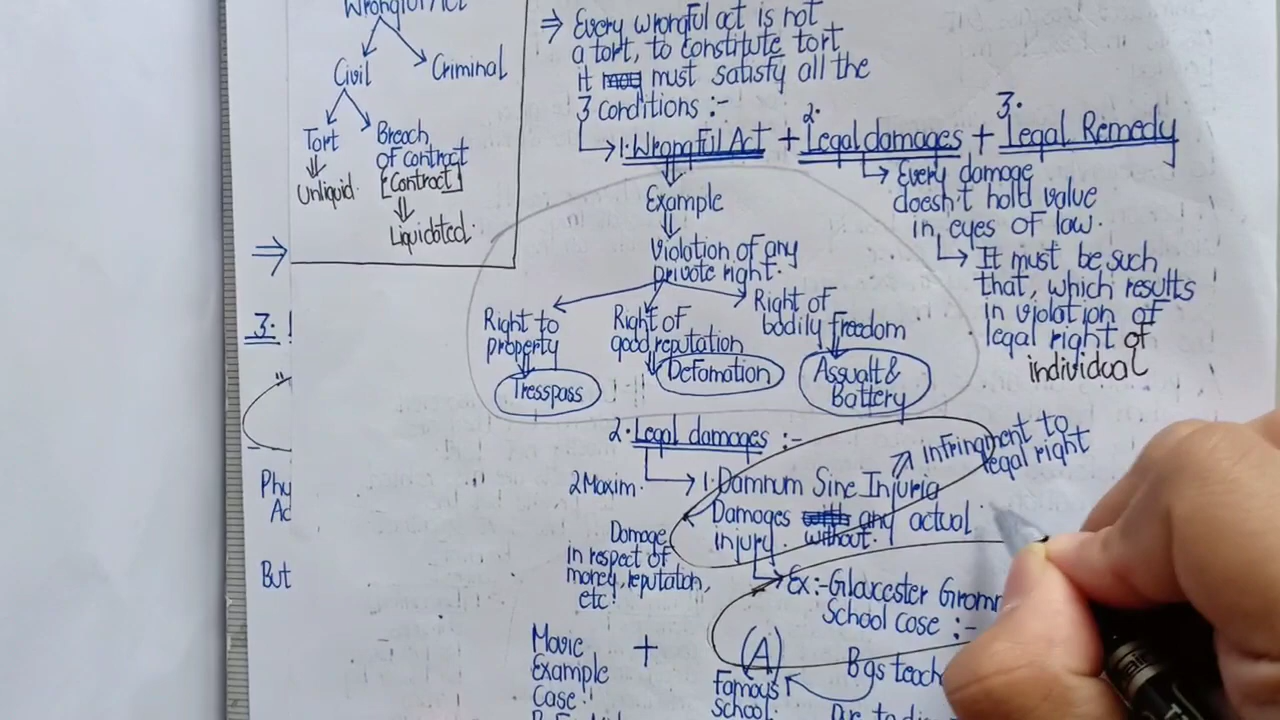 Wrongful Act
Civil
Criminal
Tort
Breach
of contract
[Contract]
Unliquid.
Liquidated.
⇒ Every wrongful act is not
a tort, to constitute tort
it must satisfy all the
3 conditions :-
1. Wrongful Act + 2. Legal damages + 3. Legal Remedy
Example
Violation of any
private right.
Right to
property
Tresspass
Right of
good reputation
Defamation
Right of
bodily freedom
Assualt &
Battery
Every damage
doesn't hold value
in eyes of law.
It must be such
that, which results
in violation of
legal right of
individual
⇒
3.
Phy
Ac
But
2. Legal damages :-
2 Maxim.
1. Damnum Sine Injuria
infringment to
legal right
Damages with any actual
injury. without.
Damage
in respect of
money, reputation,
etc.
Ex:- Gloucester Gramm
School case :-
Movie
Example
Case.
+
(A)
Famous
school.
Bgs teach